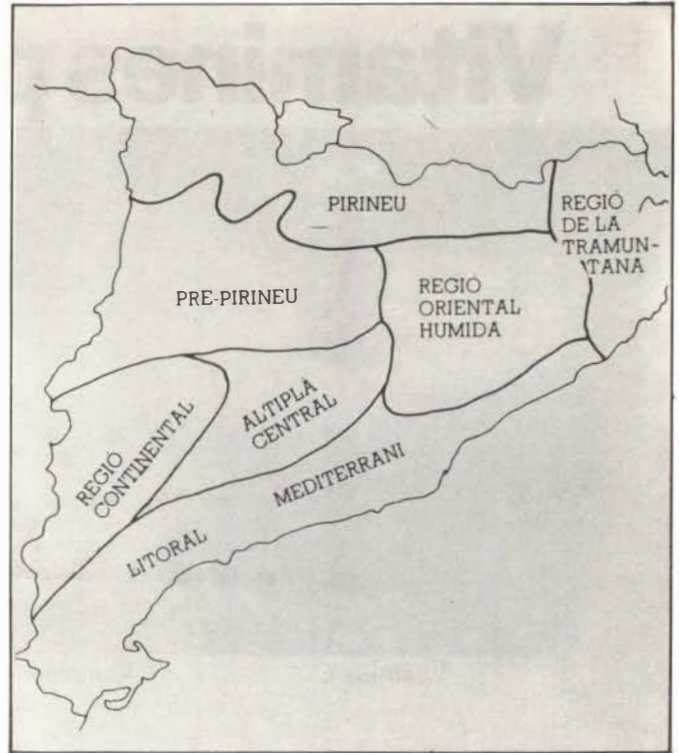 PIRINEU
REGIÓ
DE LA
TRAMUN-
TANA
PRE-PIRINEU
REGIÓ
ORIENTAL
HUMIDA
ALTIPLÀ
CENTRAL
REGIÓ
CONTINENTAL
MEDITERRANI
LITORAL